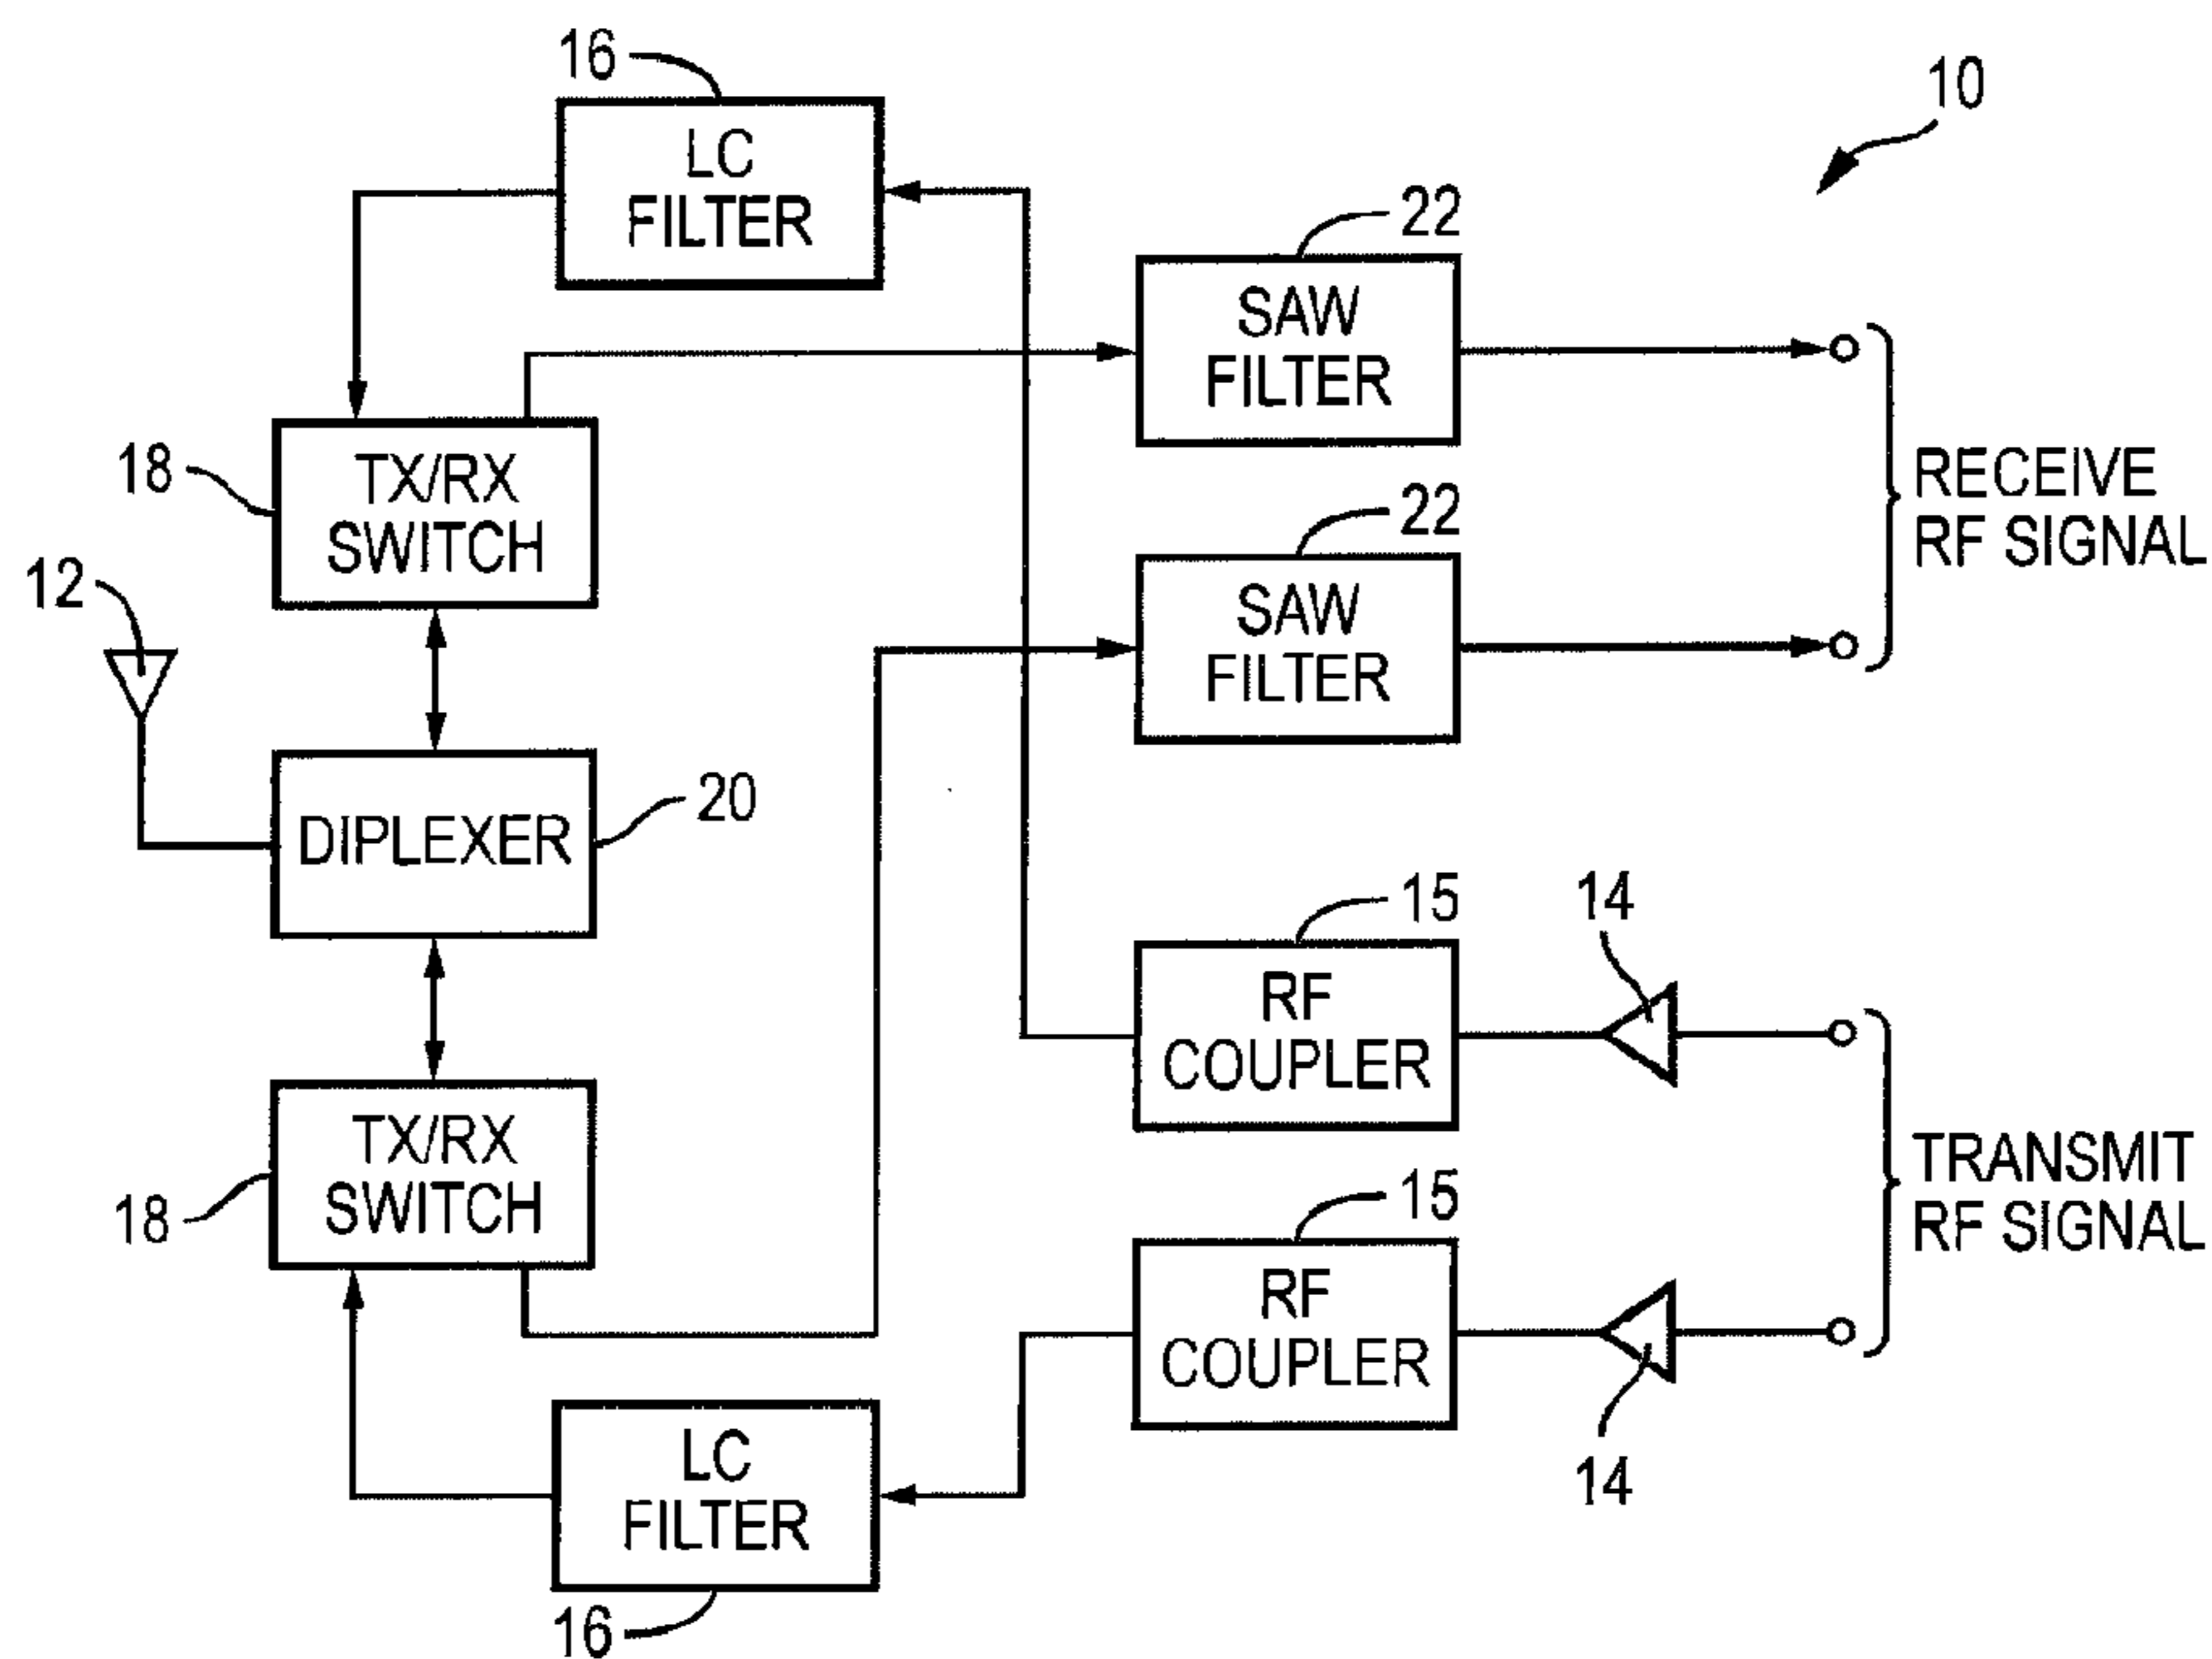 16
LC
FILTER
10
22
SAW
FILTER
18
TX/RX
SWITCH
22
SAW
FILTER
RECEIVE
RF SIGNAL
12
DIPLEXER
20
15
RF
COUPLER
14
18
TX/RX
SWITCH
15
RF
COUPLER
14
TRANSMIT
RF SIGNAL
LC
FILTER
16